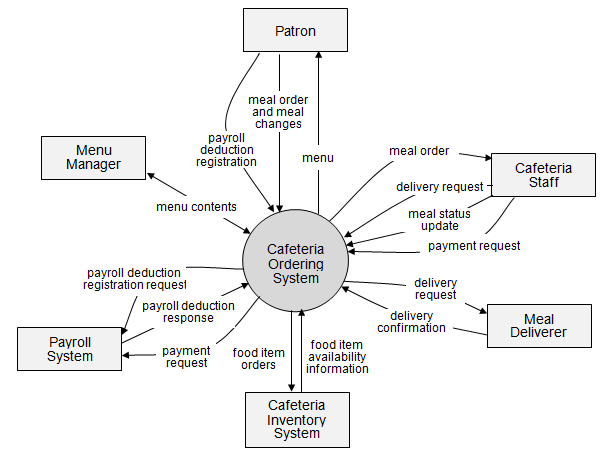 Patron
meal order
and meal
changes
payroll
deduction
registration
menu
Menu
Manager
menu contents
meal order
Cafeteria
Staff
delivery request
meal status
update
payment request
Cafeteria
Ordering
System
payroll deduction
registration request
payroll deduction
response
payment
request
Payroll
System
delivery
request
delivery
confirmation
Meal
Deliverer
food item
orders
food item
availability
information
Cafeteria
Inventory
System